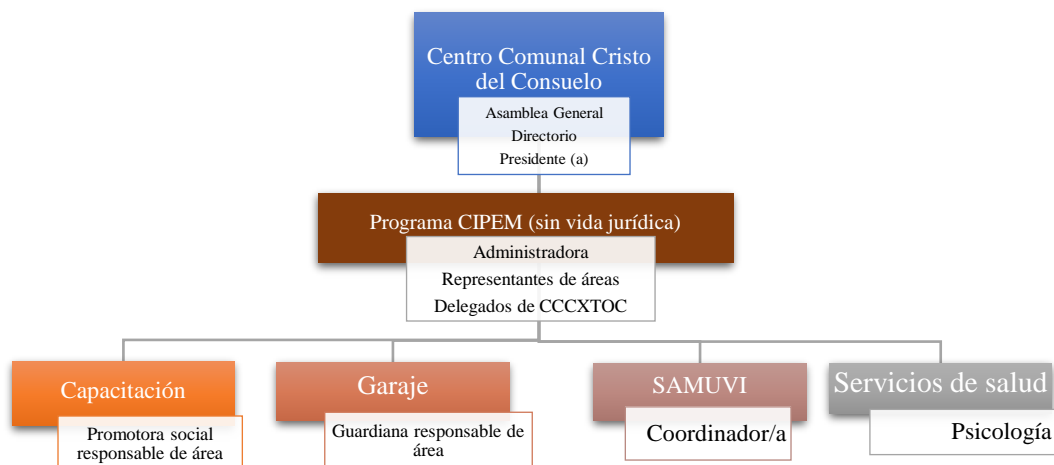 Centro Comunal Cristo
del Consuelo
Asamblea General
Directorio
Presidente (a)
Programa CIPEM (sin vida jurídica)
Administradora
Representantes de áreas
Delegados de CCCXTOC
Capacitación
Promotora social
responsable de área
Garaje
Guardiana responsable de
área
SAMUVI
Coordinador/a
Servicios de salud
Psicología